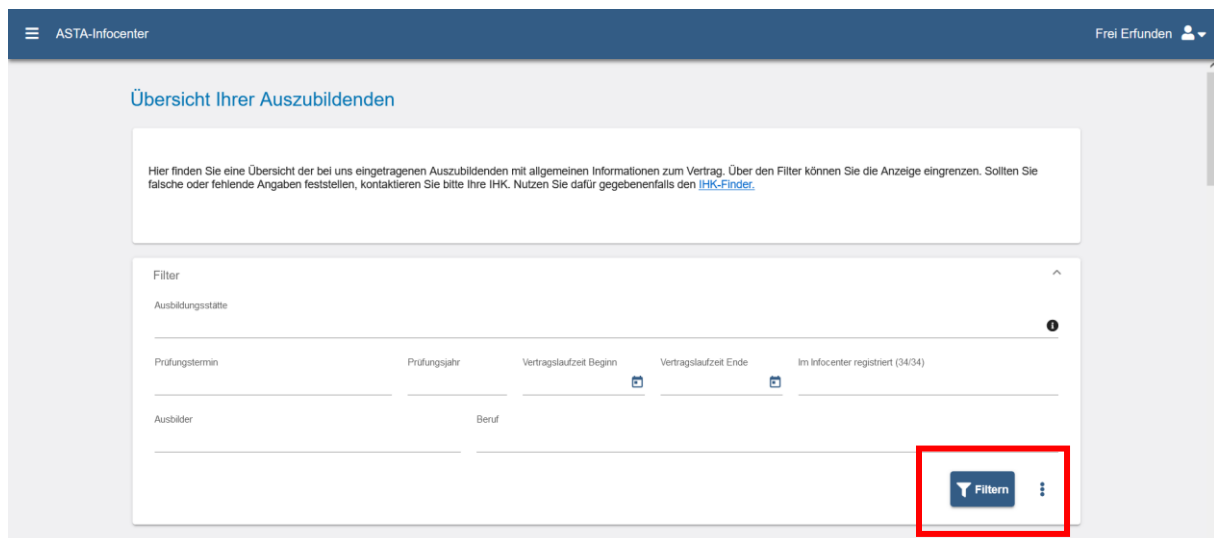 ASTA-Infocenter
Frei Erfunden
Übersicht Ihrer Auszubildenden
Hier finden Sie eine Übersicht der bei uns eingetragenen Auszubildenden mit allgemeinen Informationen zum Vertrag. Über den Filter können Sie die Anzeige eingrenzen. Sollten Sie
falsche oder fehlende Angaben feststellen, kontaktieren Sie bitte Ihre IHK. Nutzen Sie dafür gegebenenfalls den IHK-Finder.
Filter
Ausbildungsstätte
Prüfungstermin
Prüfungsjahr
Vertragslaufzeit Beginn
Vertragslaufzeit Ende
Im Infocenter registriert (34/34)
Ausbilder
Beruf
Filtern